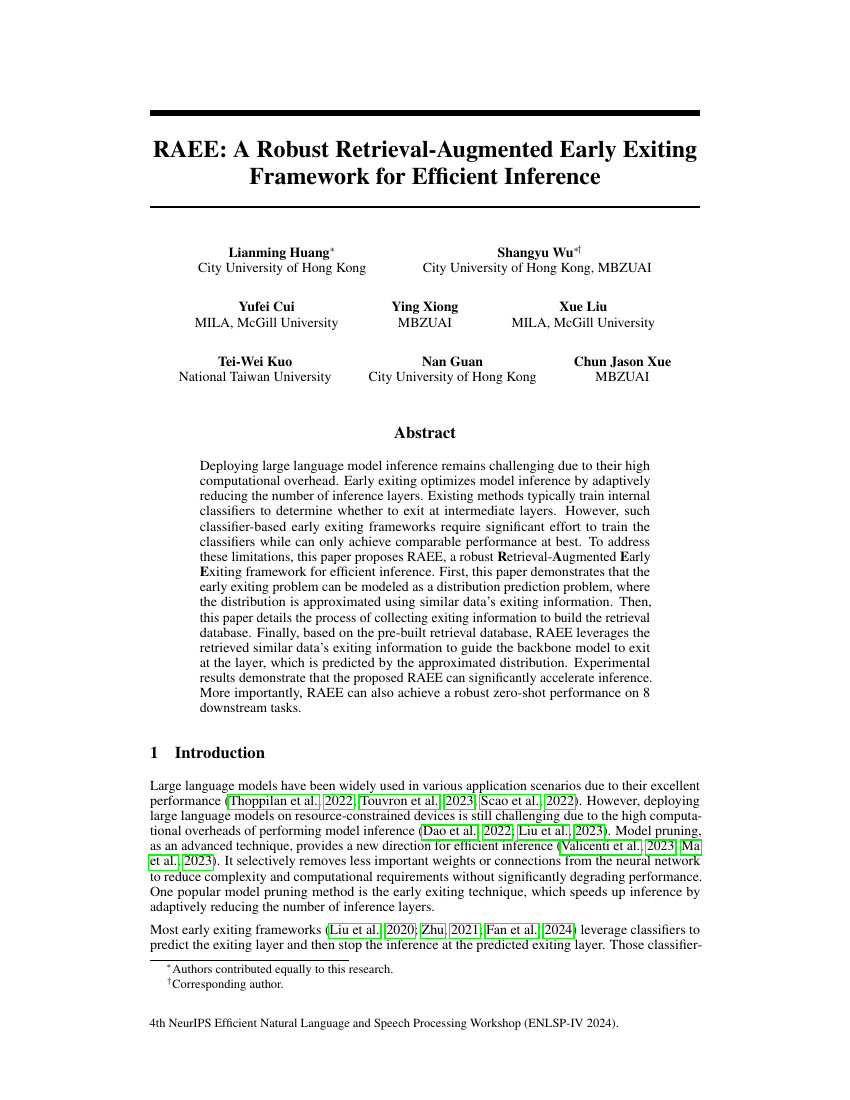 RAEE: A Robust Retrieval-Augmented Early Exiting
Framework for Efficient Inference
Lianming Huang* Shangyu Wu*†
City University of Hong Kong City University of Hong Kong, MBZUAI
Yufei Cui Ying Xiong Xue Liu
MILA, McGill University MBZUAI MILA, McGill University
Tei-Wei Kuo Nan Guan Chun Jason Xue
National Taiwan University City University of Hong Kong MBZUAI
Abstract
Deploying large language model inference remains challenging due to their high
computational overhead. Early exiting optimizes model inference by adaptively
reducing the number of inference layers. Existing methods typically train internal
classifiers to determine whether to exit at intermediate layers. However, such
classifier-based early exiting frameworks require significant effort to train the
classifiers while can only achieve comparable performance at best. To address
these limitations, this paper proposes RAEE, a robust Retrieval-Augmented Early
Exiting framework for efficient inference. First, this paper demonstrates that the
early exiting problem can be modeled as a distribution prediction problem, where
the distribution is approximated using similar data's exiting information. Then,
this paper details the process of collecting exiting information to build the retrieval
database. Finally, based on the pre-built retrieval database, RAEE leverages the
retrieved similar data's exiting information to guide the backbone model to exit
at the layer, which is predicted by the approximated distribution. Experimental
results demonstrate that the proposed RAEE can significantly accelerate inference.
More importantly, RAEE can also achieve a robust zero-shot performance on 8
downstream tasks.
1 Introduction
Large language models have been widely used in various application scenarios due to their excellent
performance (Thoppilan et al., 2022; Touvron et al., 2023; Scao et al., 2022). However, deploying
large language models on resource-constrained devices is still challenging due to the high computa-
tional overheads of performing model inference (Dao et al., 2022; Liu et al., 2023). Model pruning,
as an advanced technique, provides a new direction for efficient inference (Valicenti et al., 2023; Ma
et al., 2023). It selectively removes less important weights or connections from the neural network
to reduce complexity and computational requirements without significantly degrading performance.
One popular model pruning method is the early exiting technique, which speeds up inference by
adaptively reducing the number of inference layers.
Most early exiting frameworks (Liu et al., 2020; Zhu, 2021; Fan et al., 2024) leverage classifiers to
predict the exiting layer and then stop the inference at the predicted exiting layer. Those classifier-
*Authors contributed equally to this research.
†Corresponding author.
4th NeurIPS Efficient Natural Language and Speech Processing Workshop (ENLSP-IV 2024).